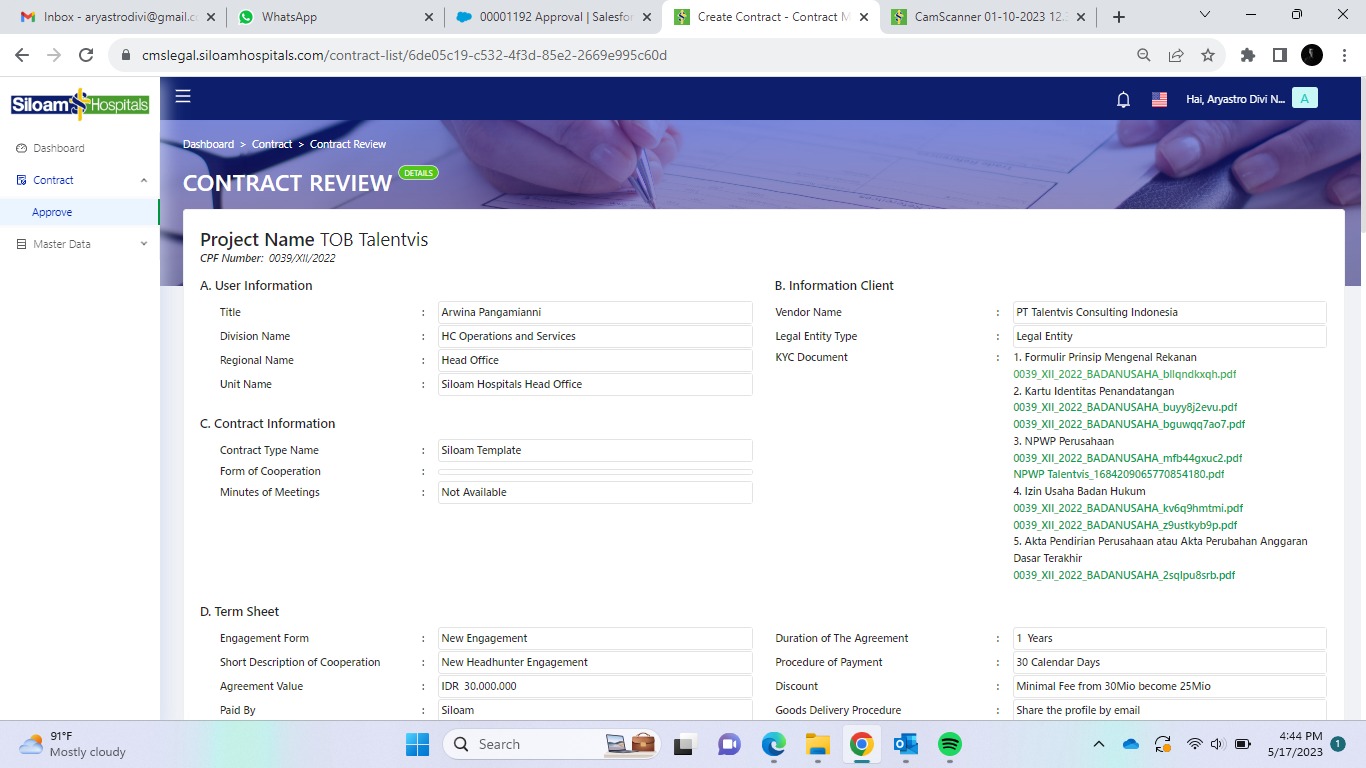 Inbox - aryastrodivi@gmail.c
WhatsApp
00001192 Approval | Salesfor
Create Contract - Contract M
CamScanner 01-10-2023 12.
cmslegal.siloamhospitals.com/contract-list/6de05c19-c532-4f3d-85e2-2669e995c60d
Siloam Hospitals
Hai, Aryastro Divi N... A
Dashboard
Contract
Approve
Master Data
Dashboard > Contract > Contract Review
CONTRACT REVIEW DETAILS
Project Name TOB Talentvis
CPF Number: 0039/XII/2022
A. User Information
Title : Arwina Pangamianni
Division Name : HC Operations and Services
Regional Name : Head Office
Unit Name : Siloam Hospitals Head Office
B. Information Client
Vendor Name : PT Talentvis Consulting Indonesia
Legal Entity Type : Legal Entity
KYC Document : 1. Formulir Prinsip Mengenal Rekanan
0039_XII_2022_BADANUSAHA_bllqndkxqh.pdf
2. Kartu Identitas Penandatangan
0039_XII_2022_BADANUSAHA_buyy8j2evu.pdf
0039_XII_2022_BADANUSAHA_bguwqq7ao7.pdf
3. NPWP Perusahaan
0039_XII_2022_BADANUSAHA_mfb44gxuc2.pdf
NPWP Talentvis_1684209065770854180.pdf
4. Izin Usaha Badan Hukum
0039_XII_2022_BADANUSAHA_kv6q9hmtmi.pdf
0039_XII_2022_BADANUSAHA_z9ustkyb9p.pdf
5. Akta Pendirian Perusahaan atau Akta Perubahan Anggaran
Dasar Terakhir
0039_XII_2022_BADANUSAHA_2sqlpu8srb.pdf
C. Contract Information
Contract Type Name : Siloam Template
Form of Cooperation :
Minutes of Meetings : Not Available
D. Term Sheet
Engagement Form : New Engagement
Short Description of Cooperation : New Headhunter Engagement
Agreement Value : IDR 30.000.000
Paid By : Siloam
Duration of The Agreement : 1 Years
Procedure of Payment : 30 Calendar Days
Discount : Minimal Fee from 30Mio become 25Mio
Goods Delivery Procedure : Share the profile by email
91°F
Mostly cloudy
Search
4:44 PM
5/17/2023
1